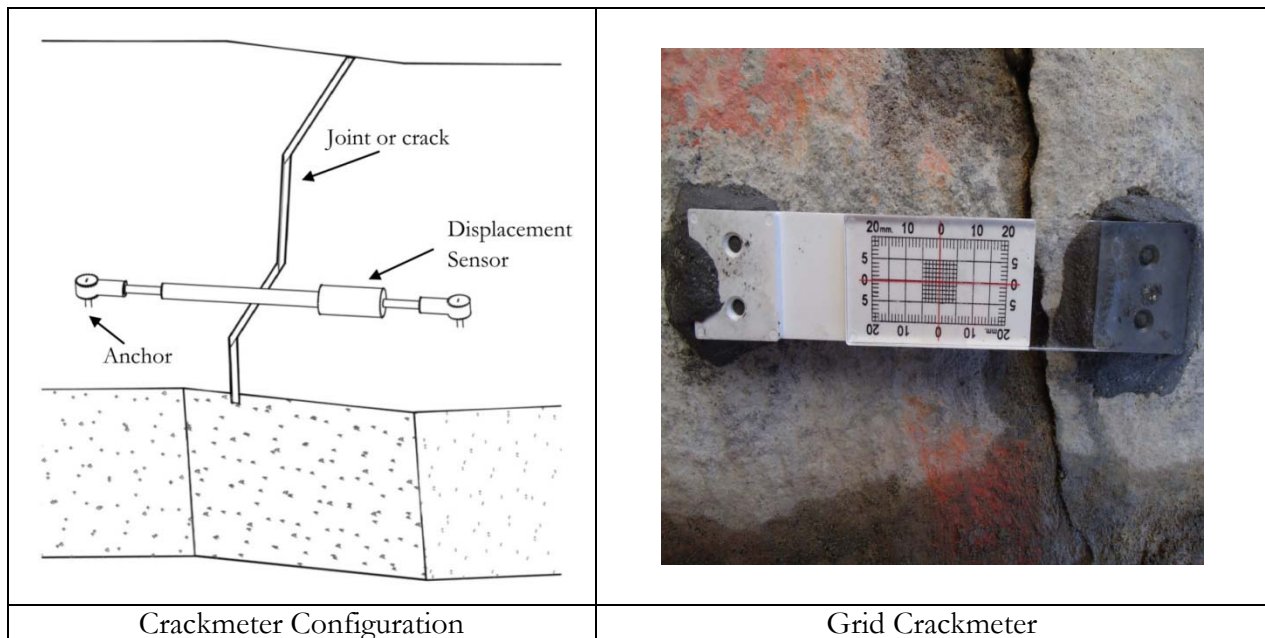 Joint or crack
Displacement
Sensor
Anchor
20mm. 10 0 10 20
5 5
0 0
5 5
20 10 0 10 20mm.
Crackmeter Configuration
Grid Crackmeter